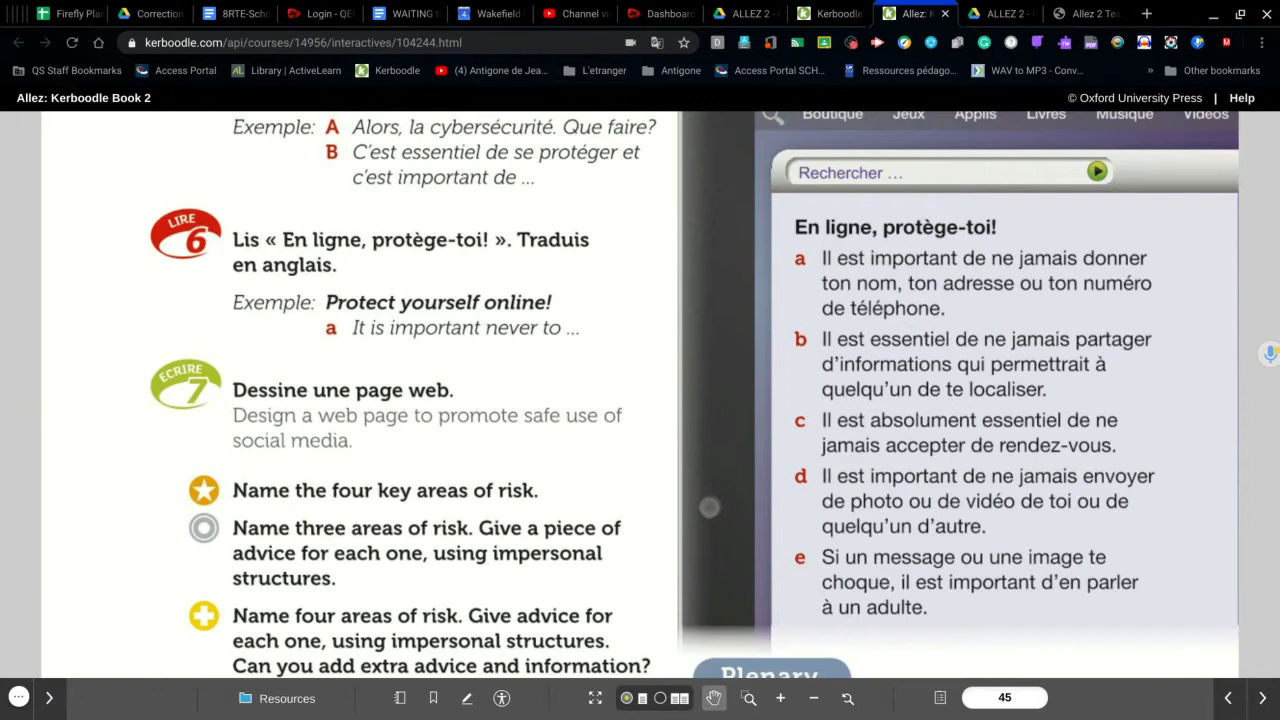 Firefly Plar
Correction
8RTE-Scho
Login - QE
WAITING
Wakefield
Channel vi
Dashboar
ALLEZ 2 -
Kerboodle
Allez: K
ALLEZ 2 -
Allez 2 Tea
kerboodle.com/api/courses/14956/interactives/104244.html
QS Staff Bookmarks
Access Portal
Library | ActiveLearn
Kerboodle
(4) Antigone de Jea...
L'etranger
Antigone
Access Portal SCH...
Ressources pédago...
WAV to MP3 - Conv...
»
Other bookmarks
Allez: Kerboodle Book 2
© Oxford University Press | Help
Exemple: A Alors, la cybersécurité. Que faire?
B C'est essentiel de se protéger et
c'est important de ...
LIRE
6
Lis « En ligne, protège-toi! ». Traduis
en anglais.
Exemple: Protect yourself online!
a It is important never to ...
ECRIRE
7
Dessine une page web.
Design a web page to promote safe use of
social media.
Name the four key areas of risk.
Name three areas of risk. Give a piece of
advice for each one, using impersonal
structures.
Name four areas of risk. Give advice for
each one, using impersonal structures.
Can you add extra advice and information?
Boutique Jeux Applis Livres Musique Vidéos
Rechercher ...
En ligne, protège-toi!
a Il est important de ne jamais donner
ton nom, ton adresse ou ton numéro
de téléphone.
b Il est essentiel de ne jamais partager
d'informations qui permettrait à
quelqu'un de te localiser.
c Il est absolument essentiel de ne
jamais accepter de rendez-vous.
d Il est important de ne jamais envoyer
de photo ou de vidéo de toi ou de
quelqu'un d'autre.
e Si un message ou une image te
choque, il est important d'en parler
à un adulte.
Plenary
Resources
45